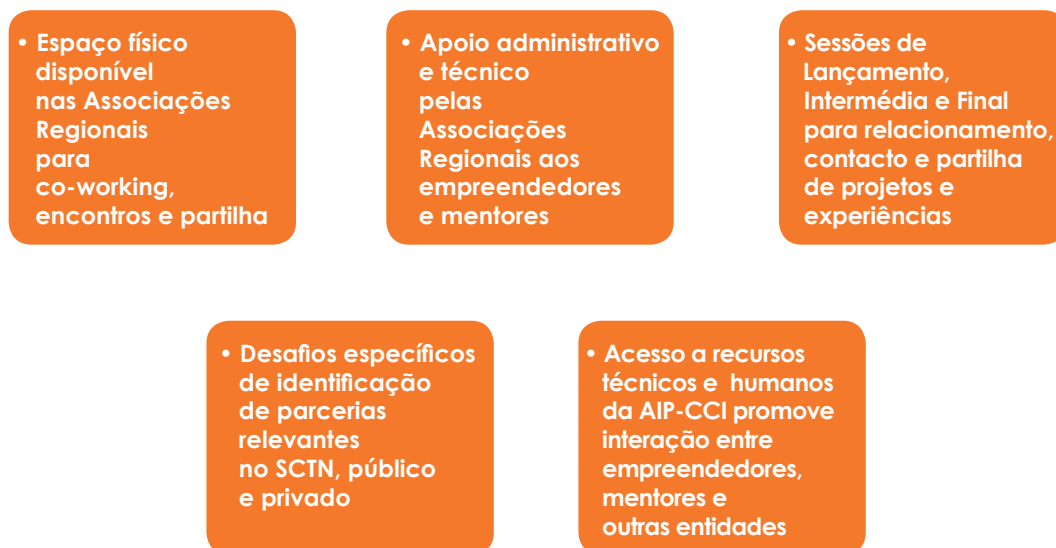 • Espaço físico
disponível
nas Associações
Regionais
para
co-working,
encontros e partilha
• Apoio administrativo
e técnico
pelas
Associações
Regionais aos
empreendedores
e mentores
• Sessões de
Lançamento,
Intermédia e Final
para relacionamento,
contacto e partilha
de projetos e
experiências
• Desafios específicos
de identificação
de parcerias
relevantes
no SCTN, público
e privado
• Acesso a recursos
técnicos e humanos
da AIP-CCI promove
interação entre
empreendedores,
mentores e
outras entidades